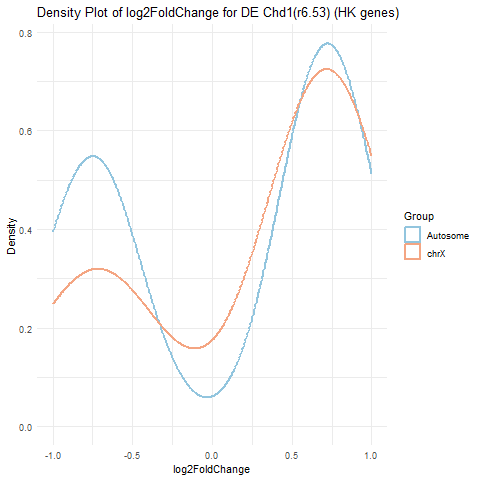 Density Plot of log2FoldChange for DE Chd1(r6.53) (HK genes)
0.8
0.6
0.4
0.2
0.0
Density
-1.0 -0.5 0.0 0.5 1.0
log2FoldChange
Group
Autosome
chrX